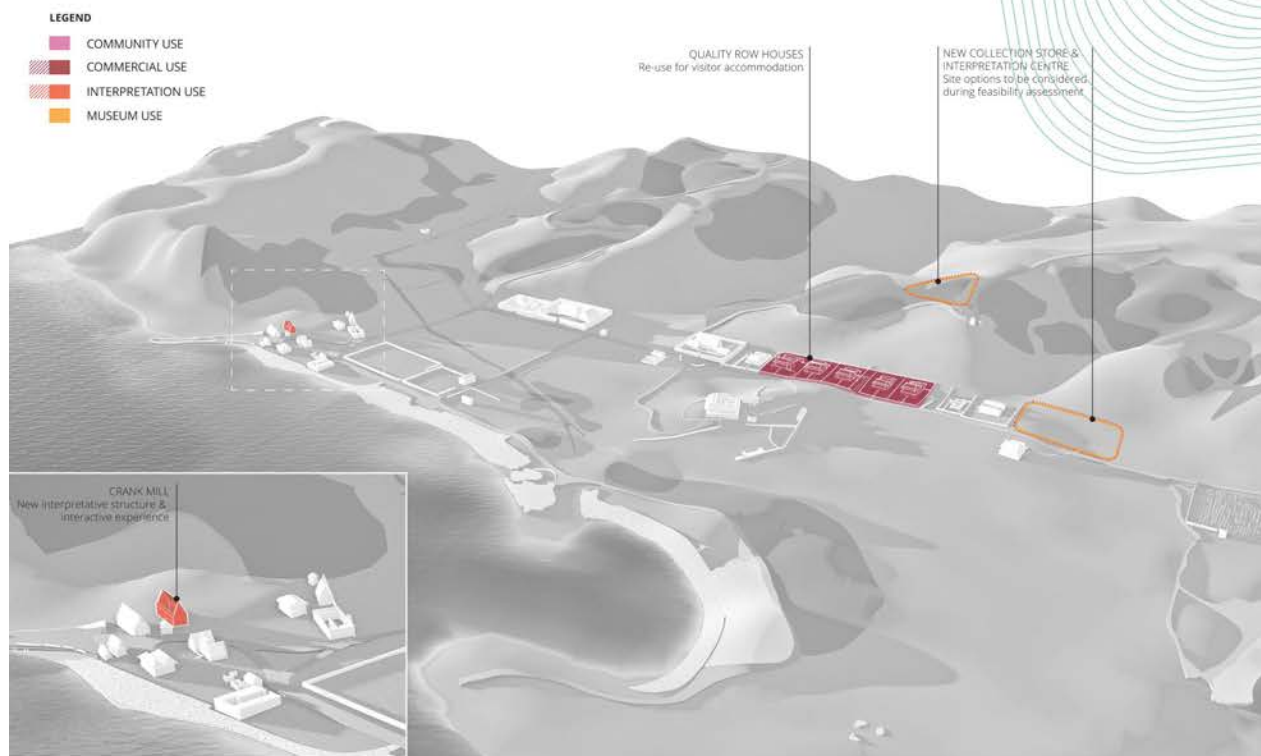 LEGEND
COMMUNITY USE
COMMERCIAL USE
INTERPRETATION USE
MUSEUM USE
QUALITY ROW HOUSES
Re-use for visitor accommodation
NEW COLLECTION STORE &
INTERPRETATION CENTRE
Site options to be considered
during feasibility assessment
CRANK MILL
New interpretative structure &
interactive experience